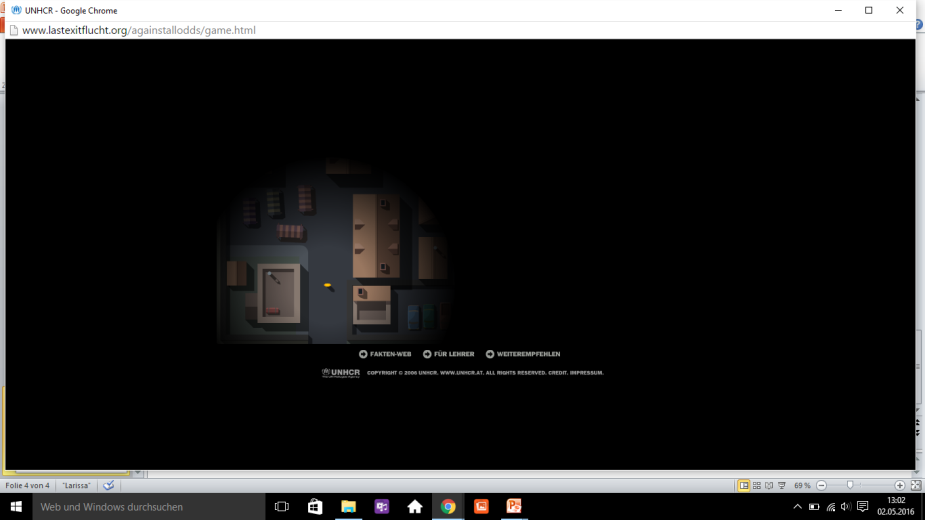 UNHCR - Google Chrome
www.lastexitflucht.org/againstallodds/game.html
FAKTEN-WEB FÜR LEHRER WEITEREMPFEHLEN
UNHCR COPYRIGHT © 2006 UNHCR. WWW.UNHCR.AT. ALL RIGHTS RESERVED. CREDIT. IMPRESSUM.
Folie 4 von 4 "Larissa" 69 %
Web und Windows durchsuchen
13:02
02.05.2016